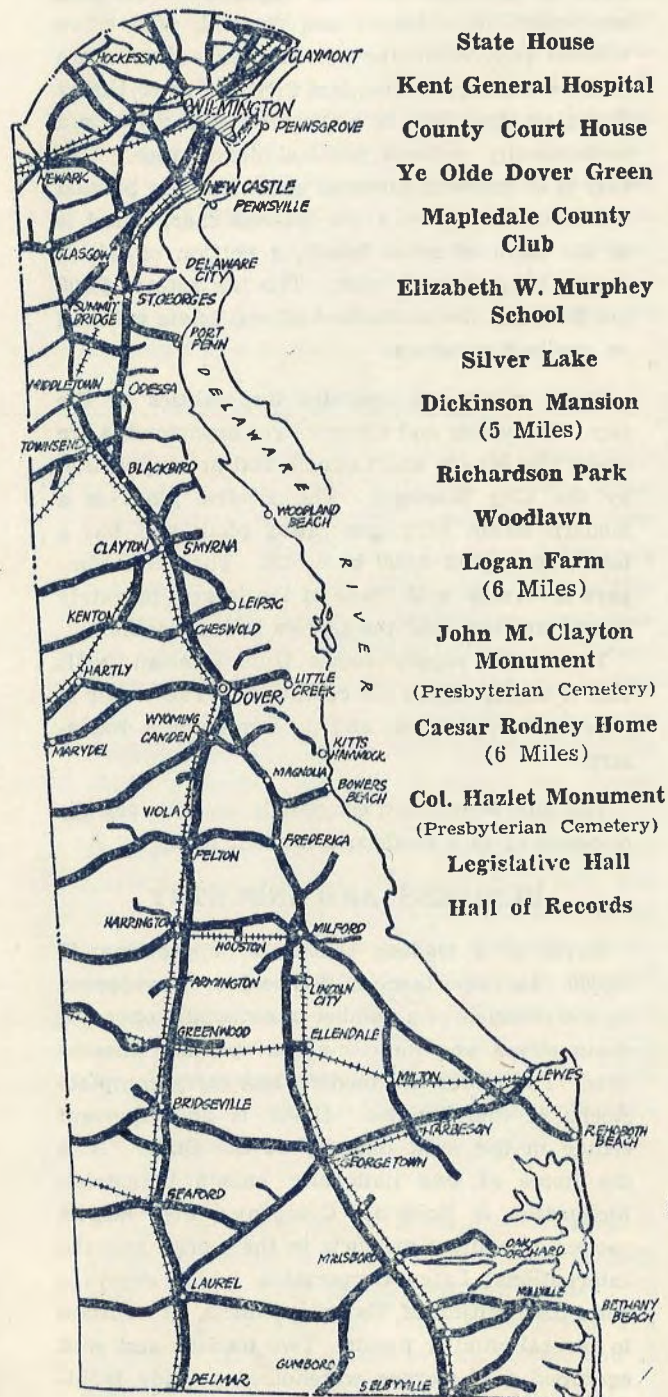 HOCKESSIN
CLAYMONT
WILMINGTON
PENNSGROVE
NEWARK
NEW CASTLE
PENNSVILLE
GLASGOW
DELAWARE
CITY
ST. GEORGES
SUMMIT
BRIDGE
PORT
PENN
MIDDLETOWN
ODESSA
DELAWARE
TOWNSEND
BLACKBIRD
WOODLAND
BEACH
CLAYTON
SMYRNA
RIVER
LEIPSIC
KENTON
CHESWOLD
HARTLY
LITTLE
CREEK
DOVER
WYOMING
CAMDEN
MARYDEL
KITTS
HAMMOCK
MAGNOLIA
BOWERS
BEACH
VIOLA
FELTON
FREDERICA
HARRINGTON
HOUSTON
MILFORD
FARMINGTON
LINCOLN
CITY
GREENWOOD
ELLENDALE
MILTON
LEWES
BRIDGEVILLE
HARBESON
REHOBOTH
BEACH
GEORGETOWN
SEAFORD
MILLSBORO
OAK
ORCHARD
LAUREL
MILLVILLE
BETHANY
BEACH
GUMBORO
DELMAR
SELBYVILLE
State House
Kent General Hospital
County Court House
Ye Olde Dover Green
Mapledale County
Club
Elizabeth W. Murphey
School
Silver Lake
Dickinson Mansion
(5 Miles)
Richardson Park
Woodlawn
Logan Farm
(6 Miles)
John M. Clayton
Monument
(Presbyterian Cemetery)
Caesar Rodney Home
(6 Miles)
Col. Hazlet Monument
(Presbyterian Cemetery)
Legislative Hall
Hall of Records